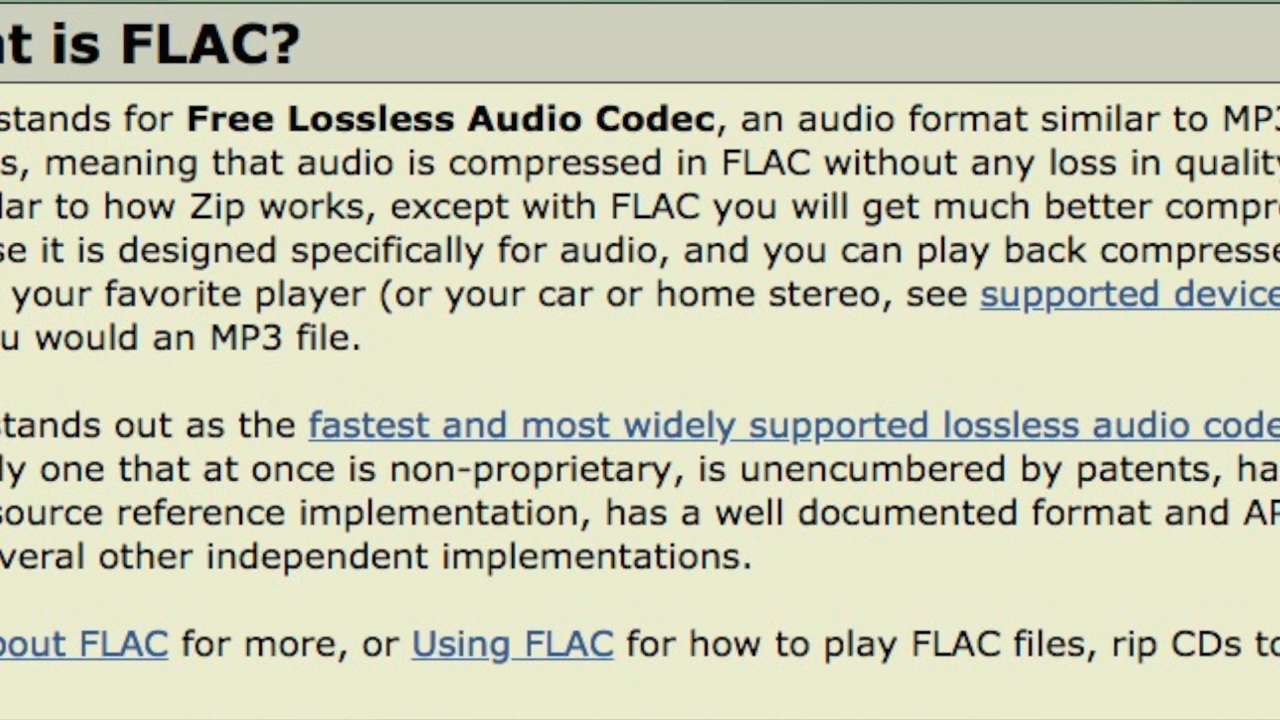 t is FLAC?
stands for Free Lossless Audio Codec, an audio format similar to MP3
s, meaning that audio is compressed in FLAC without any loss in quality
lar to how Zip works, except with FLAC you will get much better compr
se it is designed specifically for audio, and you can play back compresse
your favorite player (or your car or home stereo, see supported device
u would an MP3 file.
stands out as the fastest and most widely supported lossless audio code
ly one that at once is non-proprietary, is unencumbered by patents, ha
source reference implementation, has a well documented format and AP
veral other independent implementations.
bout FLAC for more, or Using FLAC for how to play FLAC files, rip CDs to